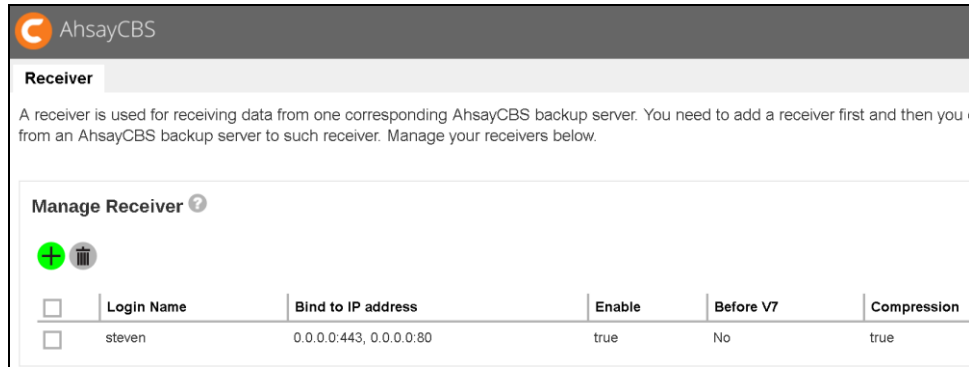 AhsayCBS
Receiver
A receiver is used for receiving data from one corresponding AhsayCBS backup server. You need to add a receiver first and then you
from an AhsayCBS backup server to such receiver. Manage your receivers below.
Manage Receiver ?
Login Name Bind to IP address Enable Before V7 Compression
steven 0.0.0.0:443, 0.0.0.0:80 true No true